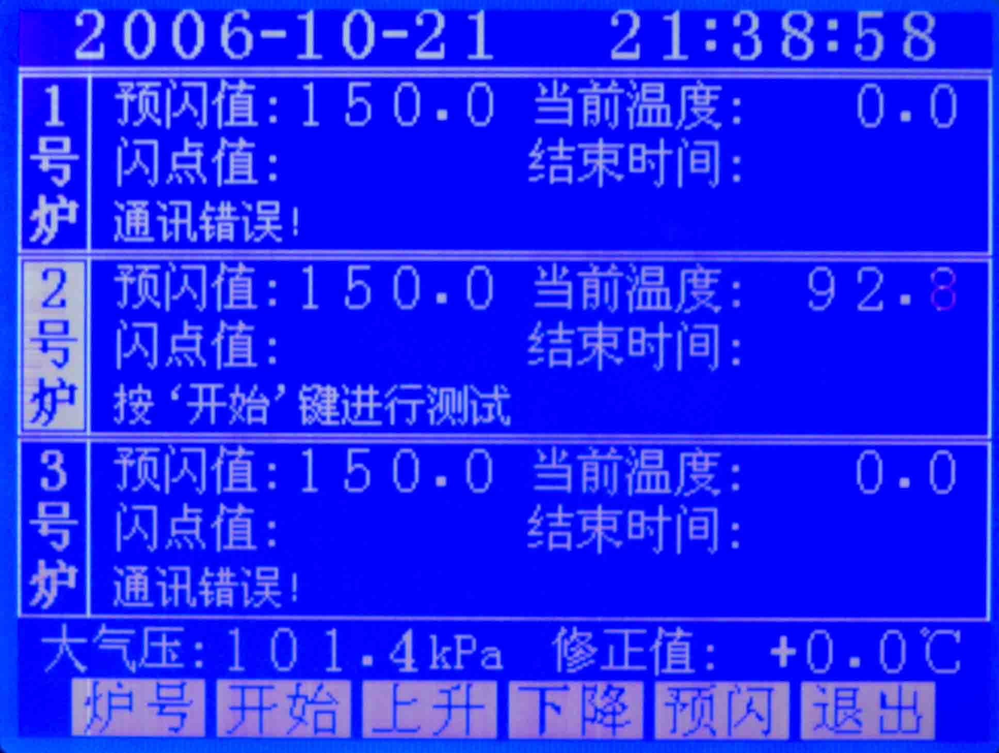 2006-10-21 21:38:58
1号炉
预闪值:150.0 当前温度: 0.0
闪点值: 结束时间:
通讯错误!
2号炉
预闪值:150.0 当前温度: 92.8
闪点值: 结束时间:
按‘开始’键进行测试
3号炉
预闪值:150.0 当前温度: 0.0
闪点值: 结束时间:
通讯错误!
大气压:101.4kPa 修正值: +0.0℃
炉号 开始 上升 下降 预闪 退出